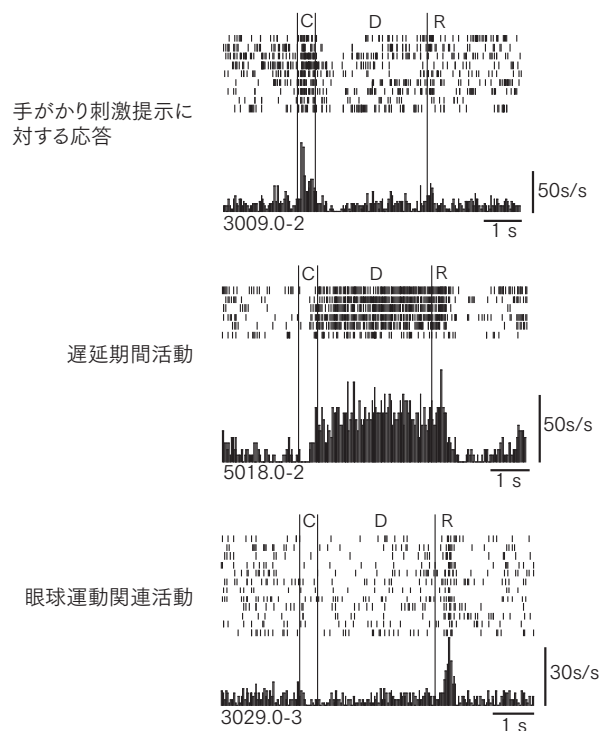 C D R
手がかり刺激提示に
対する応答
50s/s
3009.0-2
1 s
C D R
遅延期間活動
50s/s
5018.0-2
1 s
C D R
眼球運動関連活動
30s/s
3029.0-3
1 s